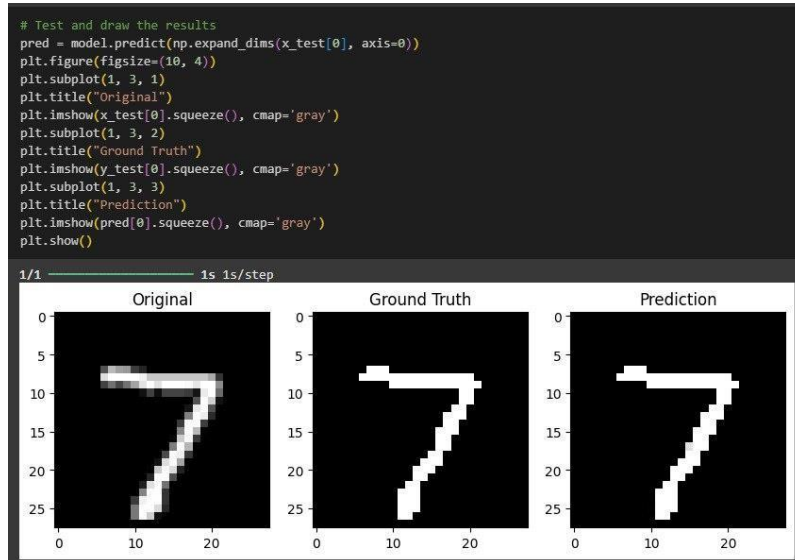 # Test and draw the results
pred = model.predict(np.expand_dims(x_test[0], axis=0))
plt.figure(figsize=(10, 4))
plt.subplot(1, 3, 1)
plt.title("Original")
plt.imshow(x_test[0].squeeze(), cmap='gray')
plt.subplot(1, 3, 2)
plt.title("Ground Truth")
plt.imshow(y_test[0].squeeze(), cmap='gray')
plt.subplot(1, 3, 3)
plt.title("Prediction")
plt.imshow(pred[0].squeeze(), cmap='gray')
plt.show()
1/1 1s 1s/step
Original Ground Truth Prediction
0 0 0
5 5 5
10 10 10
15 15 15
20 20 20
25 25 25
0 10 20 0 10 20 0 10 20
7 7 7